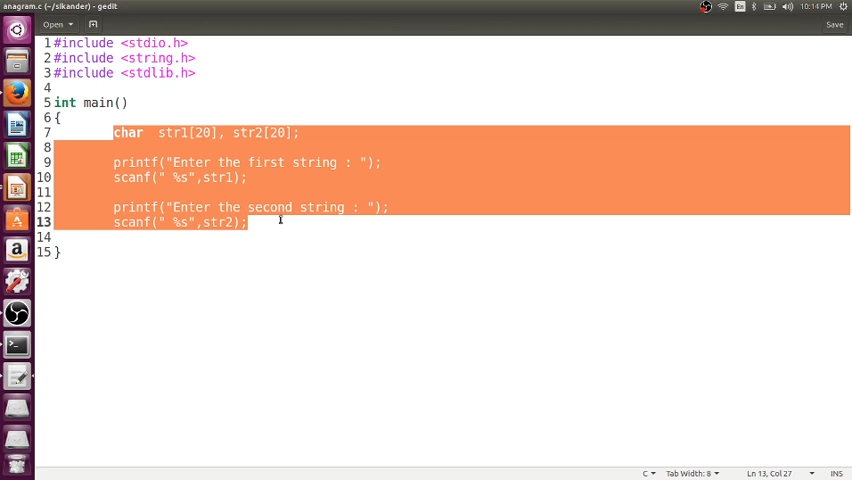 anagram.c (~/sikander) - gedit
En
10:14 PM
Open
Save
1 #include <stdio.h>
2 #include <string.h>
3 #include <stdlib.h>
4
5 int main()
6 {
7 char str1[20], str2[20];
8
9 printf("Enter the first string : ");
10 scanf(" %s",str1);
11
12 printf("Enter the second string : ");
13 scanf(" %s",str2);
14
15 }
C Tab Width: 8 Ln 13, Col 27 INS